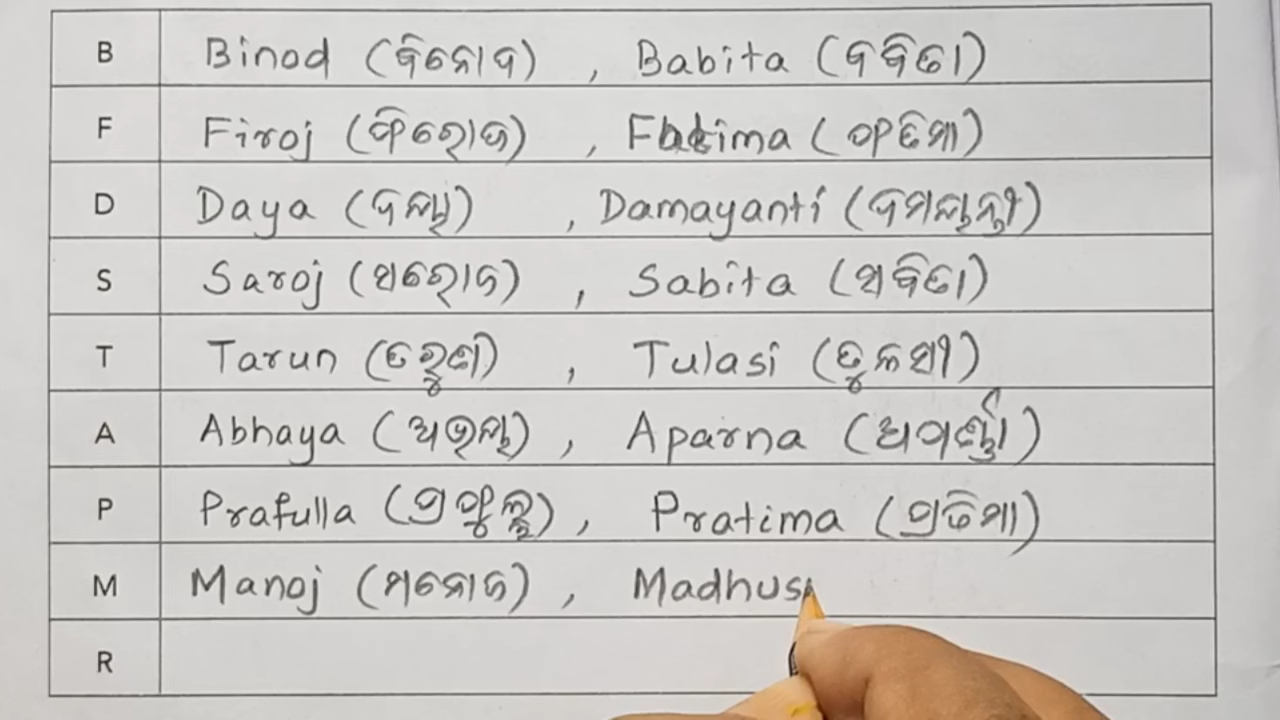 B Binod (ବିନୋଦ) , Babita (ବବିତା)
F Firoj (ଫିରୋଜ) , Fatima (ଫତିମା)
D Daya (ଦୟା) , Damayanti (ଦମୟନ୍ତୀ)
S Saroj (ସରୋଜ) , Sabita (ସବିତା)
T Tarun (ତରୁଣ) , Tulasi (ତୁଳସୀ)
A Abhaya (ଅଭୟ) , Aparna (ଅପର୍ଣ୍ଣା)
P Prafulla (ପ୍ରଫୁଲ୍ଲ) , Pratima (ପ୍ରତିମା)
M Manoj (ମନୋଜ) , Madhus
R